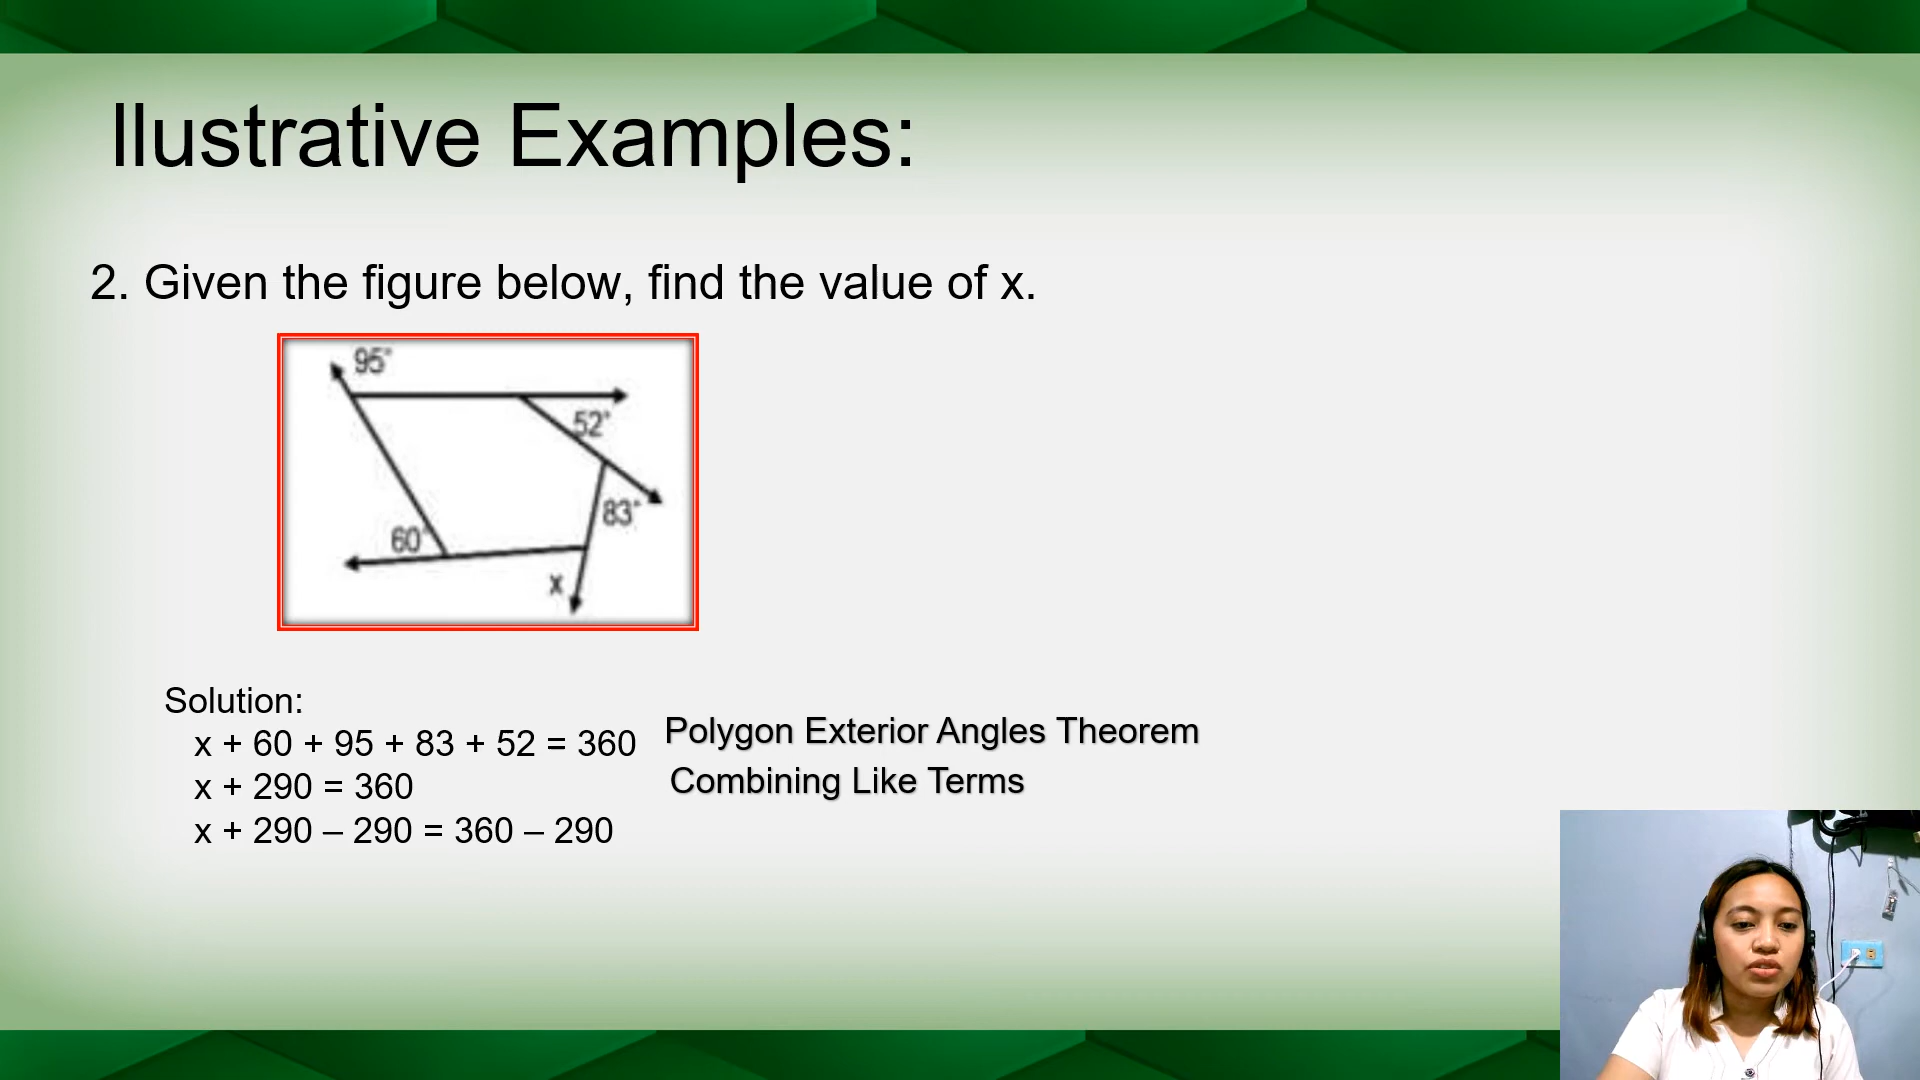 Ilustrative Examples:
2. Given the figure below, find the value of x.
95°
52°
83°
60°
x
Solution:
x + 60 + 95 + 83 + 52 = 360 Polygon Exterior Angles Theorem
x + 290 = 360 Combining Like Terms
x + 290 – 290 = 360 – 290